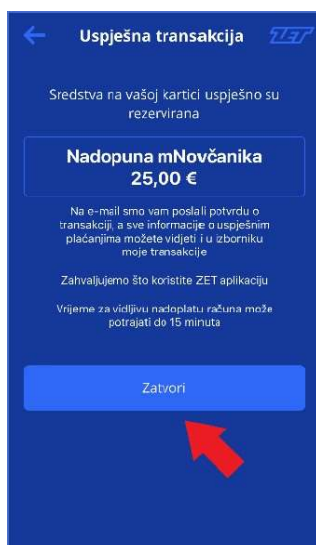 Uspješna transakcija ZET
Sredstva na vašoj kartici uspješno su
rezervirana
Nadopuna mNovčanika
25,00 €
Na e-mail smo vam poslali potvrdu o
transakciji, a sve informacije o uspješnim
plaćanjima možete vidjeti i u izborniku
moje transakcije
Zahvaljujemo što koristite ZET aplikaciju
Vrijeme za vidljivu nadoplatu računa može
potrajati do 15 minuta
Zatvori